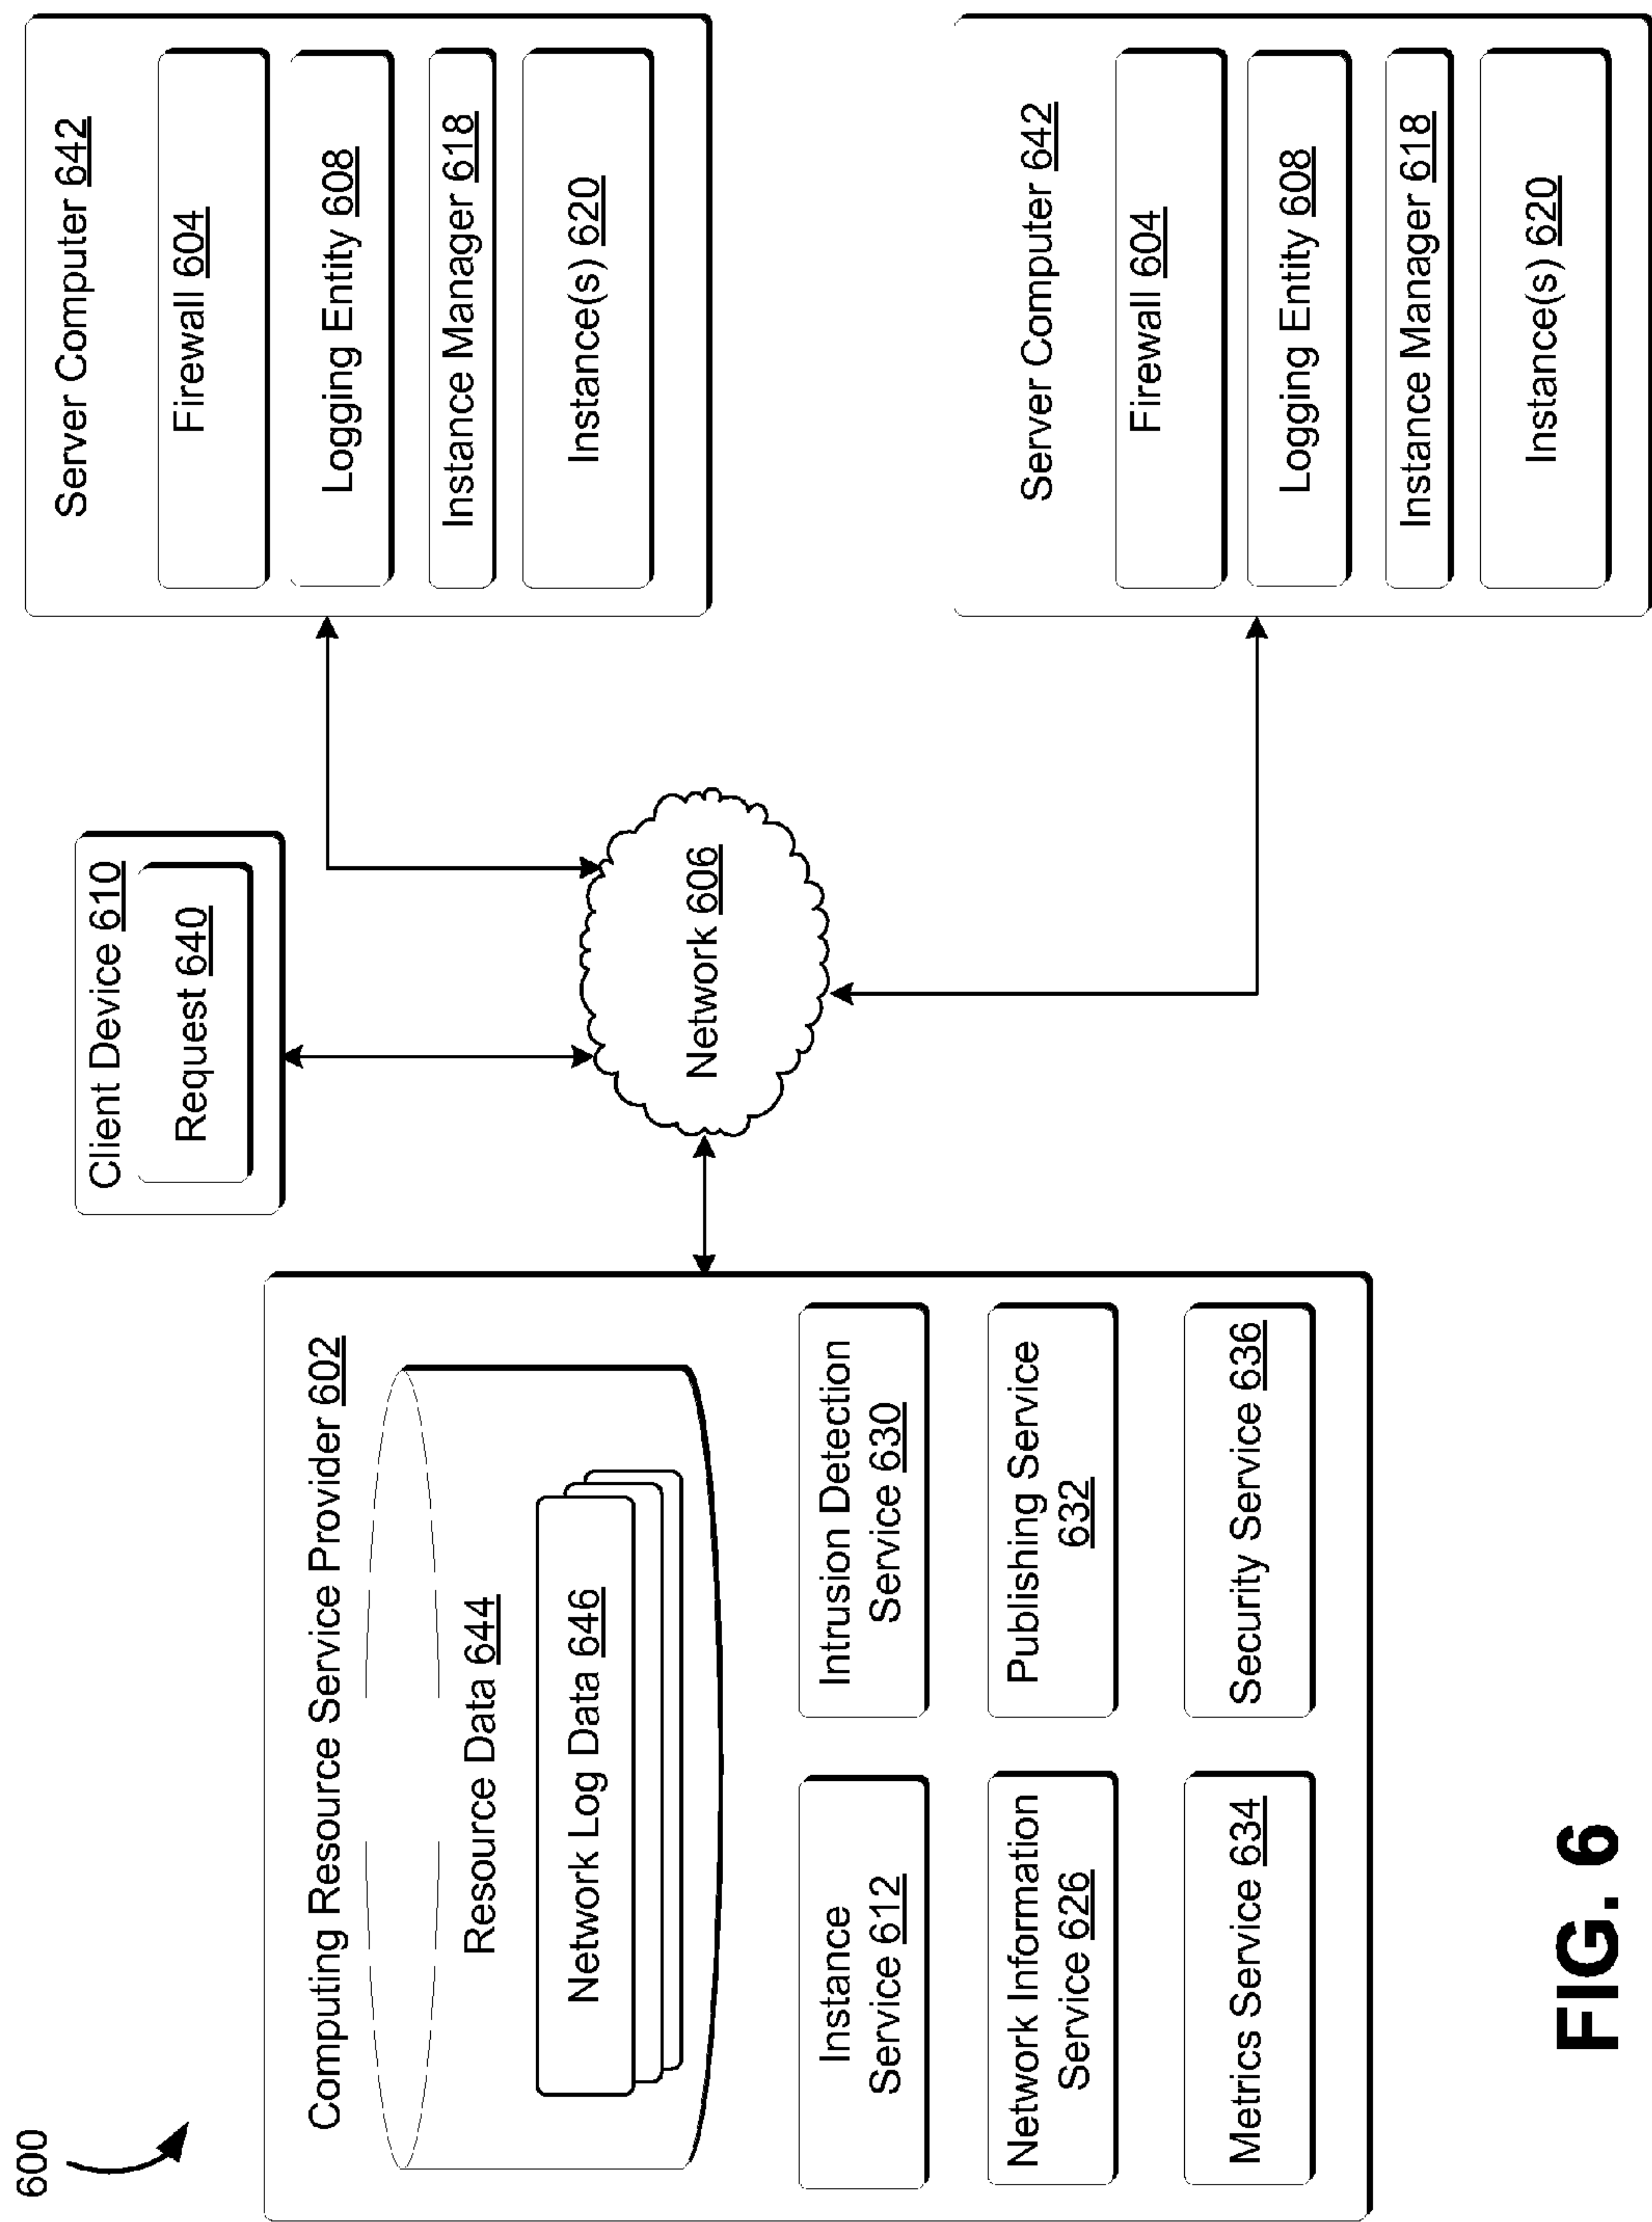 600
Computing Resource Service Provider 602
Resource Data 644
Network Log Data 646
Instance
Service 612
Intrusion Detection
Service 630
Network Information
Service 626
Publishing Service
632
Metrics Service 634
Security Service 636
Client Device 610
Request 640
Network 606
Server Computer 642
Firewall 604
Logging Entity 608
Instance Manager 618
Instance(s) 620
Server Computer 642
Firewall 604
Logging Entity 608
Instance Manager 618
Instance(s) 620
FIG. 6